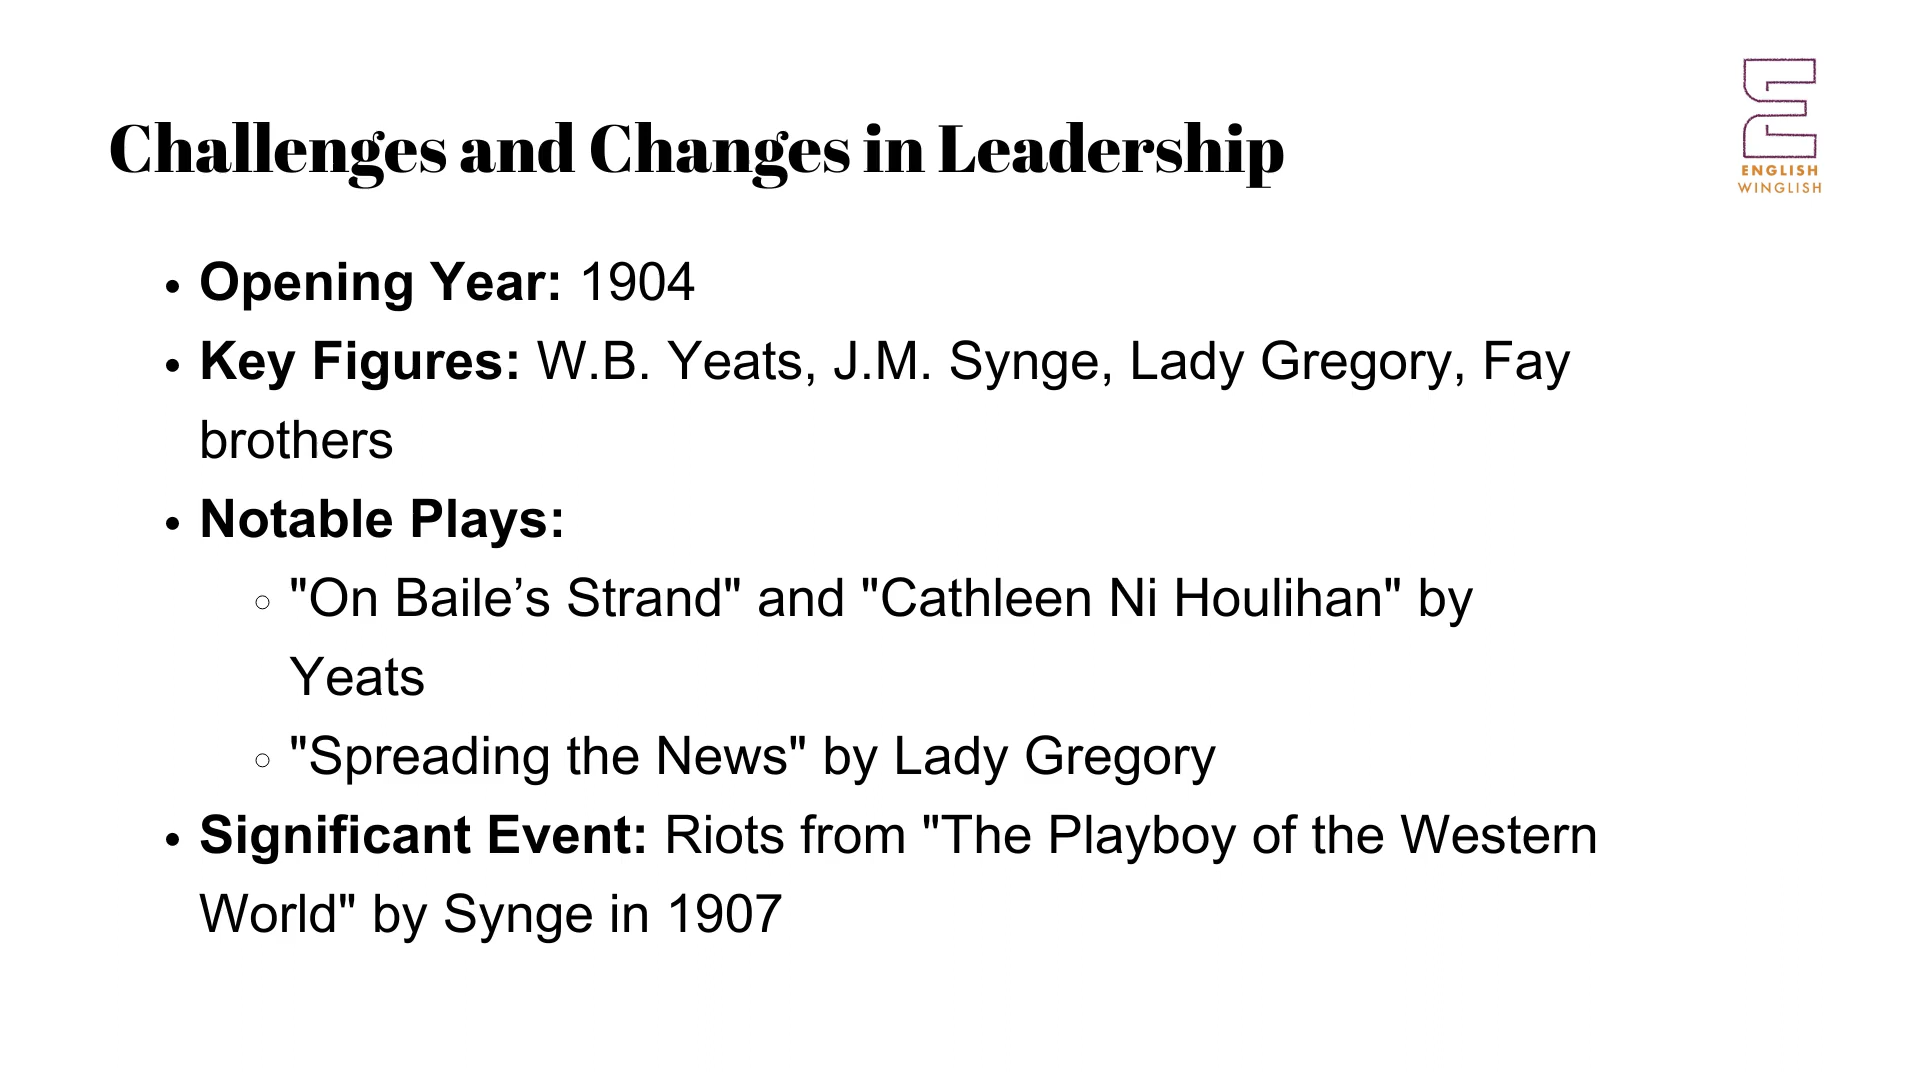 Challenges and Changes in Leadership
ENGLISH
WINGLISH
• Opening Year: 1904
• Key Figures: W.B. Yeats, J.M. Synge, Lady Gregory, Fay
brothers
• Notable Plays:
◦ "On Baile’s Strand" and "Cathleen Ni Houlihan" by
Yeats
◦ "Spreading the News" by Lady Gregory
• Significant Event: Riots from "The Playboy of the Western
World" by Synge in 1907